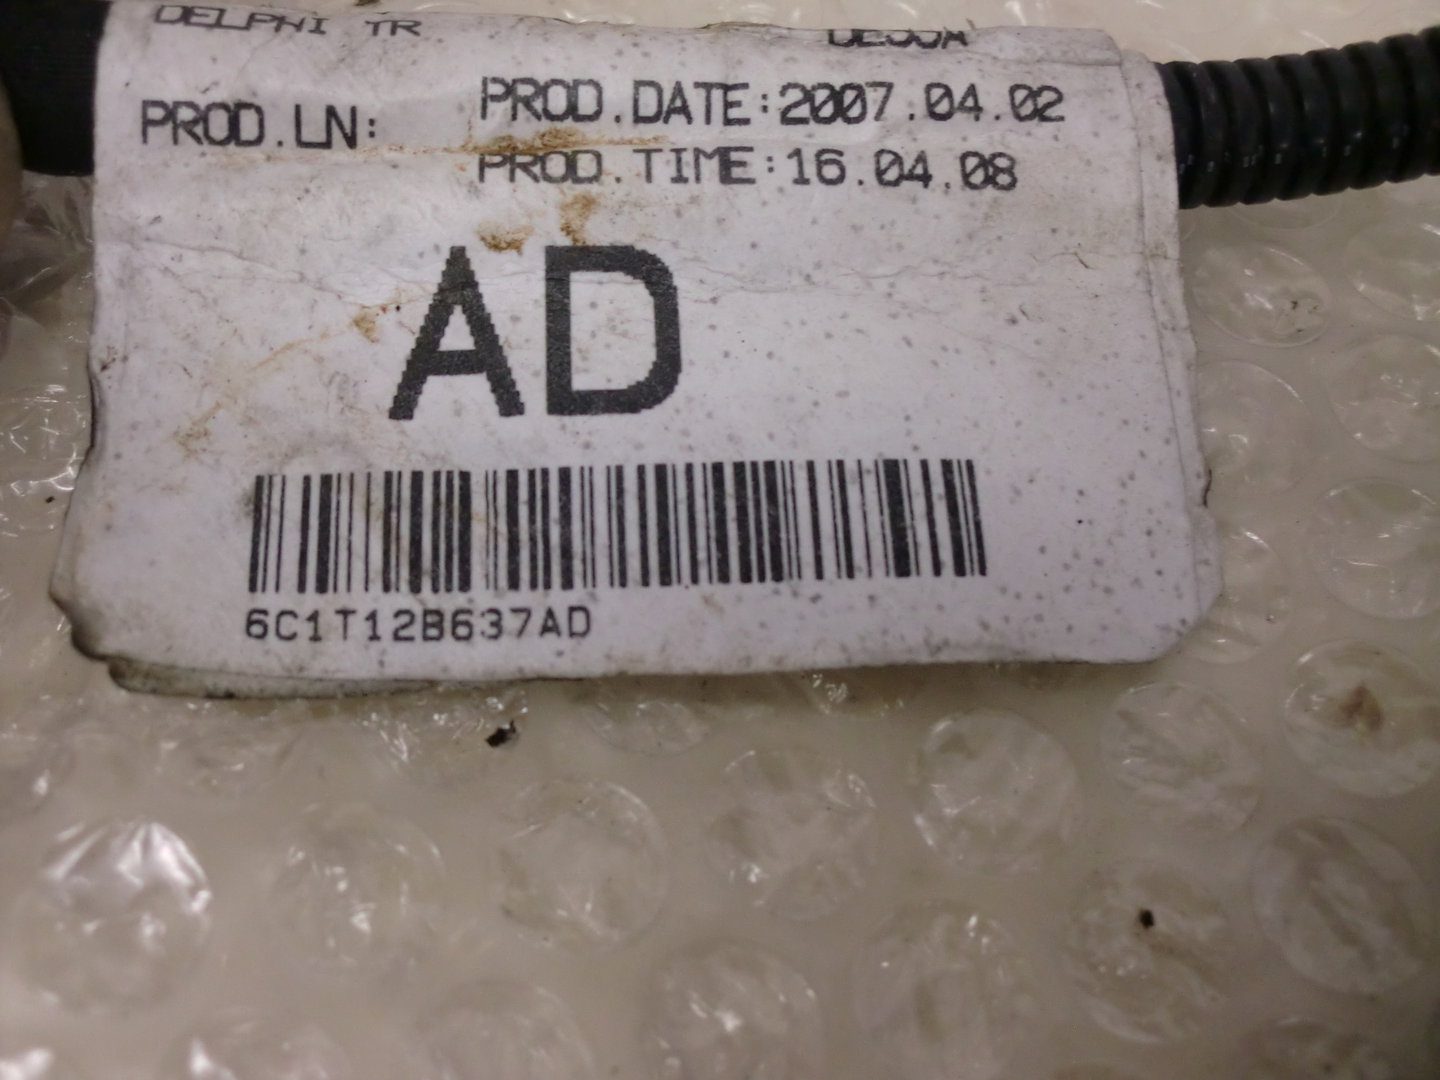 DELPHI TR
PROD.LN:
PROD.DATE:2007.04.02
PROD.TIME:16.04.08
AD
6C1T12B637AD